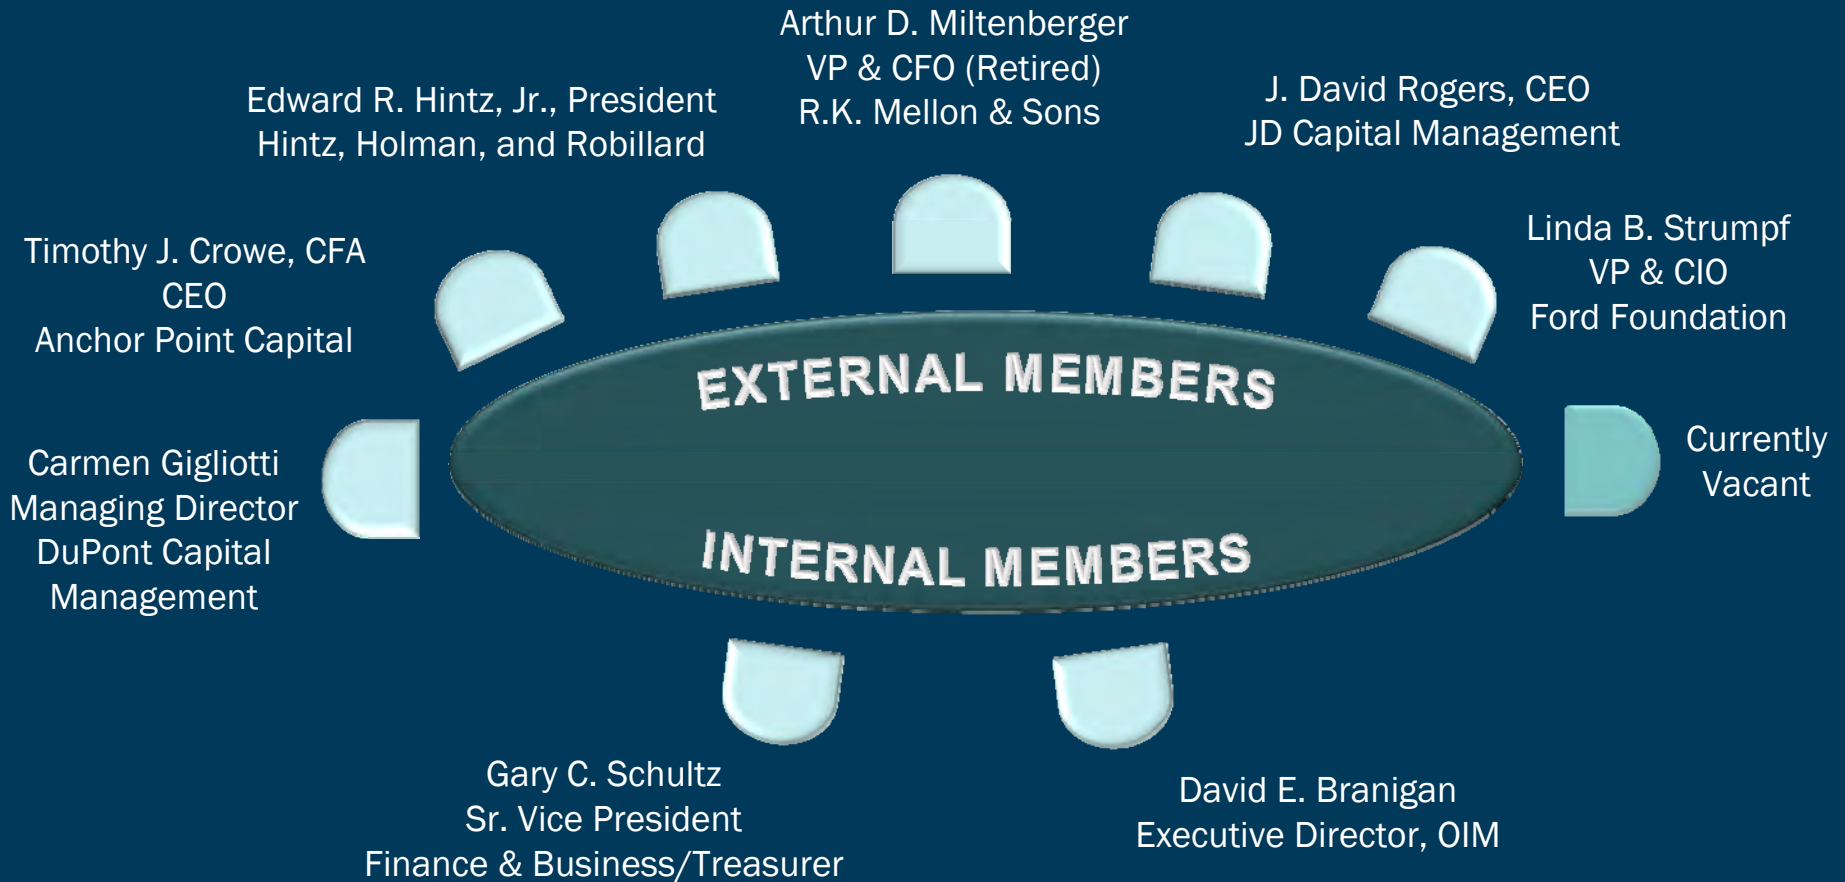 Arthur D. Miltenberger
VP & CFO (Retired)
R.K. Mellon & Sons
Edward R. Hintz, Jr., President
Hintz, Holman, and Robillard
J. David Rogers, CEO
JD Capital Management
Timothy J. Crowe, CFA
CEO
Anchor Point Capital
Linda B. Strumpf
VP & CIO
Ford Foundation
EXTERNAL MEMBERS
Carmen Gigliotti
Managing Director
DuPont Capital
Management
Currently
Vacant
INTERNAL MEMBERS
Gary C. Schultz
Sr. Vice President
Finance & Business/Treasurer
David E. Branigan
Executive Director, OIM